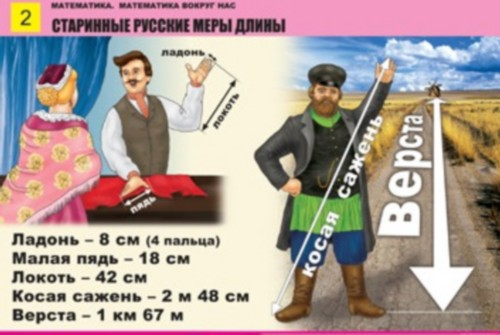 МАТЕМАТИКА. МАТЕМАТИКА ВОКРУГ НАС
2
СТАРИННЫЕ РУССКИЕ МЕРЫ ДЛИНЫ
ладонь
локоть
пядь
косая сажень
Верста
Ладонь – 8 см (4 пальца)
Малая пядь – 18 см
Локоть – 42 см
Косая сажень – 2 м 48 см
Верста – 1 км 67 м